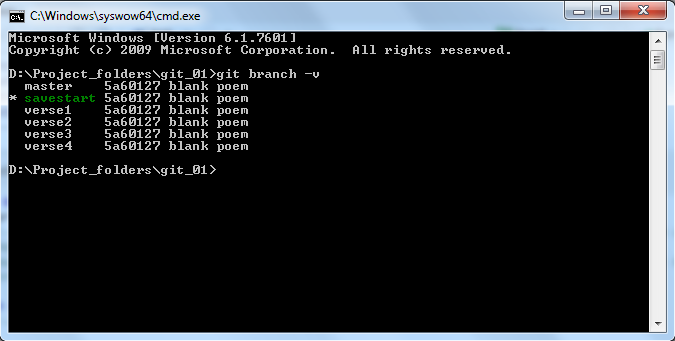 C:\Windows\syswow64\cmd.exe
Microsoft Windows [Version 6.1.7601]
Copyright (c) 2009 Microsoft Corporation.  All rights reserved.
D:\Project_folders\git_01>git branch -v
  master    5a60127 blank poem
* savestart 5a60127 blank poem
  verse1    5a60127 blank poem
  verse2    5a60127 blank poem
  verse3    5a60127 blank poem
  verse4    5a60127 blank poem
D:\Project_folders\git_01>